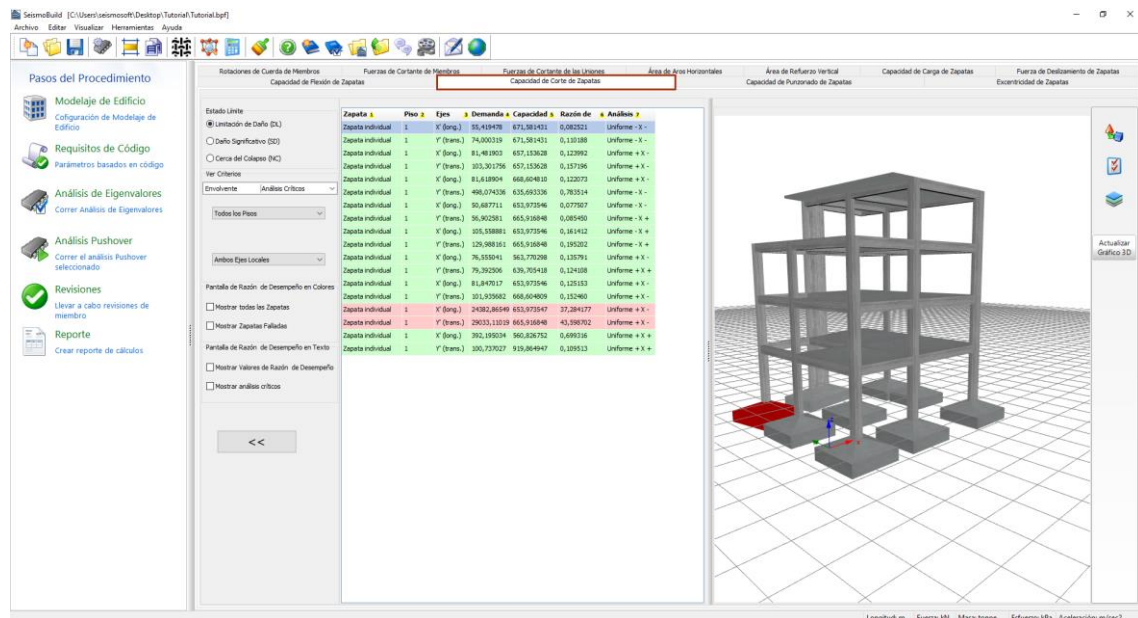 SeismoBuild [C:\Users\seismosoft\Desktop\Tutorial\Tutorial.bpf]
Archivo Editar Visualizar Herramientas Ayuda
Pasos del Procedimiento
Modelaje de Edificio
Cofiguración de Modelaje de
Edificio
Requisitos de Código
Parámetros basados en código
Análisis de Eigenvalores
Correr Análisis de Eigenvalores
Análisis Pushover
Correr el análisis Pushover
seleccionado
Revisiones
Llevar a cabo revisiones de
miembro
Reporte
Crear reporte de cálculos
Rotaciones de Cuerda de Miembros Fuerzas de Cortante de Miembros Fuerzas de Cortante de las Uniones Área de Aros Horizontales Área de Refuerzo Vertical Capacidad de Carga de Zapatas Fuerza de Deslizamiento de Zapatas
Capacidad de Flexión de Zapatas Capacidad de Corte de Zapatas Capacidad de Punzonado de Zapatas Excentricidad de Zapatas
Estado Límite
Limitación de Daño (DL)
Daño Significativo (SD)
Cerca del Colapso (NC)
Ver Criterios
Envolvente Análisis Críticos
Todos los Pisos
Ambos Ejes Locales
Pantalla de Razón de Desempeño en Colores
Mostrar todas las Zapatas
Mostrar Zapatas Falladas
Pantalla de Razón de Desempeño en Texto
Mostrar Valores de Razón de Desempeño
Mostrar análisis críticos
<<
Zapata 1 Piso 2 Ejes 3 Demanda 4 Capacidad 5 Razón de 6 Análisis 7
Zapata individual 1 X' (long.) 55,419478 671,581431 0,082521 Uniforme - X -
Zapata individual 1 Y' (trans.) 74,000319 671,581431 0,110188 Uniforme - X -
Zapata individual 1 X' (long.) 81,481903 657,153628 0,123992 Uniforme + X -
Zapata individual 1 Y' (trans.) 103,301756 657,153628 0,157196 Uniforme + X -
Zapata individual 1 X' (long.) 81,618904 668,604810 0,122073 Uniforme + X -
Zapata individual 1 Y' (trans.) 498,074336 635,693336 0,783514 Uniforme - X -
Zapata individual 1 X' (long.) 50,687711 653,973546 0,077507 Uniforme - X -
Zapata individual 1 Y' (trans.) 56,902581 665,916848 0,085450 Uniforme - X +
Zapata individual 1 X' (long.) 105,558881 653,973546 0,161412 Uniforme - X +
Zapata individual 1 Y' (trans.) 129,988161 665,916848 0,195202 Uniforme - X +
Zapata individual 1 X' (long.) 76,555041 563,770298 0,135791 Uniforme + X -
Zapata individual 1 Y' (trans.) 79,392506 639,705418 0,124108 Uniforme + X +
Zapata individual 1 X' (long.) 81,847017 653,973546 0,125153 Uniforme + X -
Zapata individual 1 Y' (trans.) 101,935682 668,604809 0,152460 Uniforme + X -
Zapata individual 1 X' (long.) 24382,86549 653,973547 37,284177 Uniforme + X -
Zapata individual 1 Y' (trans.) 29033,11019 665,916848 43,598702 Uniforme + X -
Zapata individual 1 X' (long.) 392,195034 560,826752 0,699316 Uniforme + X +
Zapata individual 1 Y' (trans.) 100,737027 919,864947 0,109513 Uniforme + X +
Actualizar
Gráfico 3D